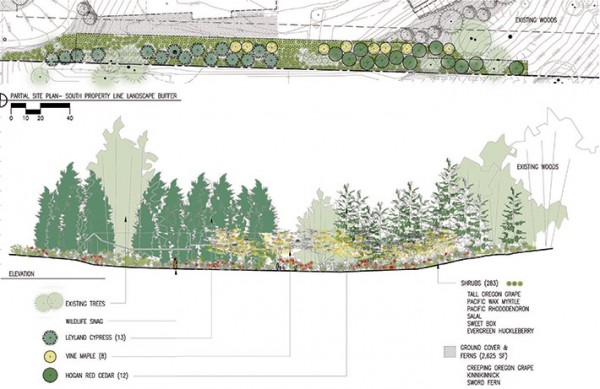 EXISTING WOODS
PARTIAL SITE PLAN- SOUTH PROPERTY LINE LANDSCAPE BUFFER
0 10 20 40
EXISTING WOODS
ELEVATION
EXISTING TREES
WILDLIFE SNAG
LEYLAND CYPRESS (13)
VINE MAPLE (8)
HOGAN RED CEDAR (12)
SHRUBS (283)
TALL OREGON GRAPE
PACIFIC WAX MYRTLE
PACIFIC RHODODENDRON
SALAL
SWEET BOX
EVERGREEN HUCKLEBERRY
GROUND COVER &
FERNS (2,625 SF)
CREEPING OREGON GRAPE
KINNIKINNICK
SWORD FERN